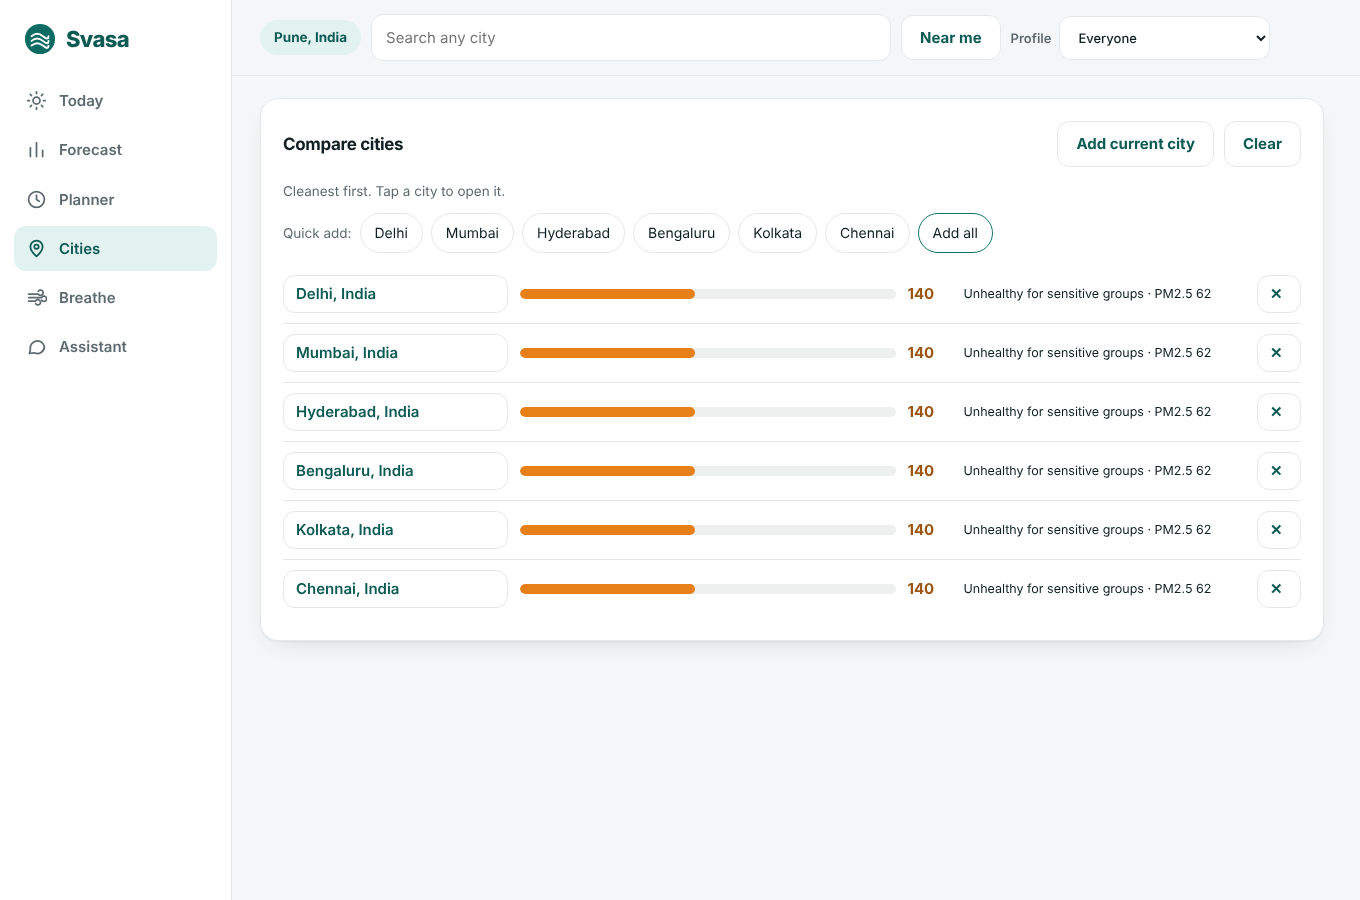 Svasa
Today
Forecast
Planner
Cities
Breathe
Assistant
Pune, India
Search any city
Near me
Profile
Everyone
Compare cities
Add current city
Clear
Cleanest first. Tap a city to open it.
Quick add: Delhi Mumbai Hyderabad Bengaluru Kolkata Chennai Add all
Delhi, India 140 Unhealthy for sensitive groups · PM2.5 62 ✕
Mumbai, India 140 Unhealthy for sensitive groups · PM2.5 62 ✕
Hyderabad, India 140 Unhealthy for sensitive groups · PM2.5 62 ✕
Bengaluru, India 140 Unhealthy for sensitive groups · PM2.5 62 ✕
Kolkata, India 140 Unhealthy for sensitive groups · PM2.5 62 ✕
Chennai, India 140 Unhealthy for sensitive groups · PM2.5 62 ✕